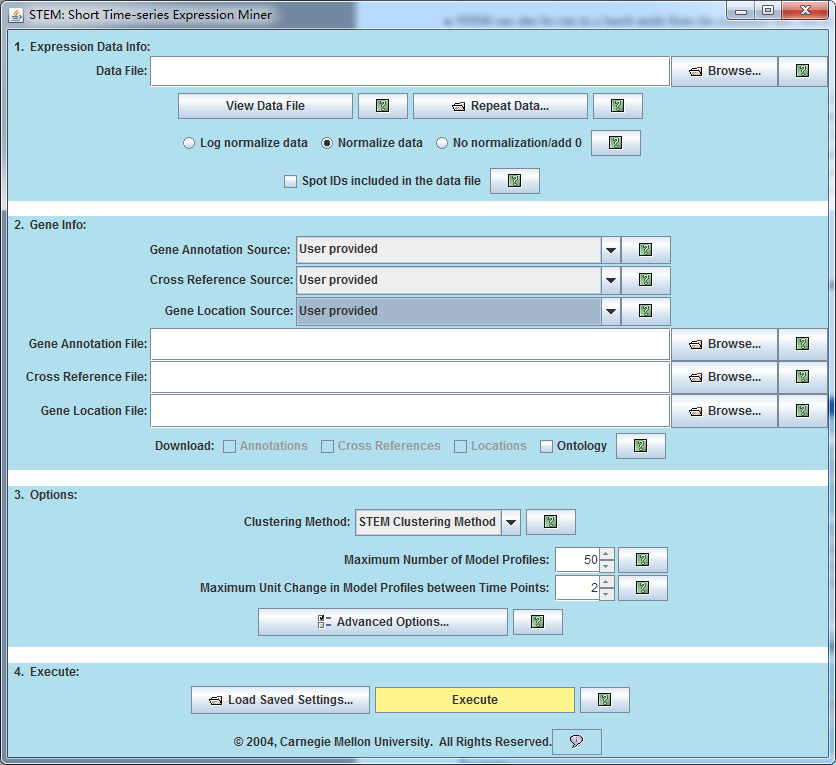 STEM: Short Time-series Expression Miner
1. Expression Data Info:
Data File: Browse...
View Data File Repeat Data...
Log normalize data Normalize data No normalization/add 0
Spot IDs included in the data file
2. Gene Info:
Gene Annotation Source: User provided
Cross Reference Source: User provided
Gene Location Source: User provided
Gene Annotation File: Browse...
Cross Reference File: Browse...
Gene Location File: Browse...
Download: Annotations Cross References Locations Ontology
3. Options:
Clustering Method: STEM Clustering Method
Maximum Number of Model Profiles: 50
Maximum Unit Change in Model Profiles between Time Points: 2
Advanced Options...
4. Execute:
Load Saved Settings... Execute
© 2004, Carnegie Mellon University. All Rights Reserved.